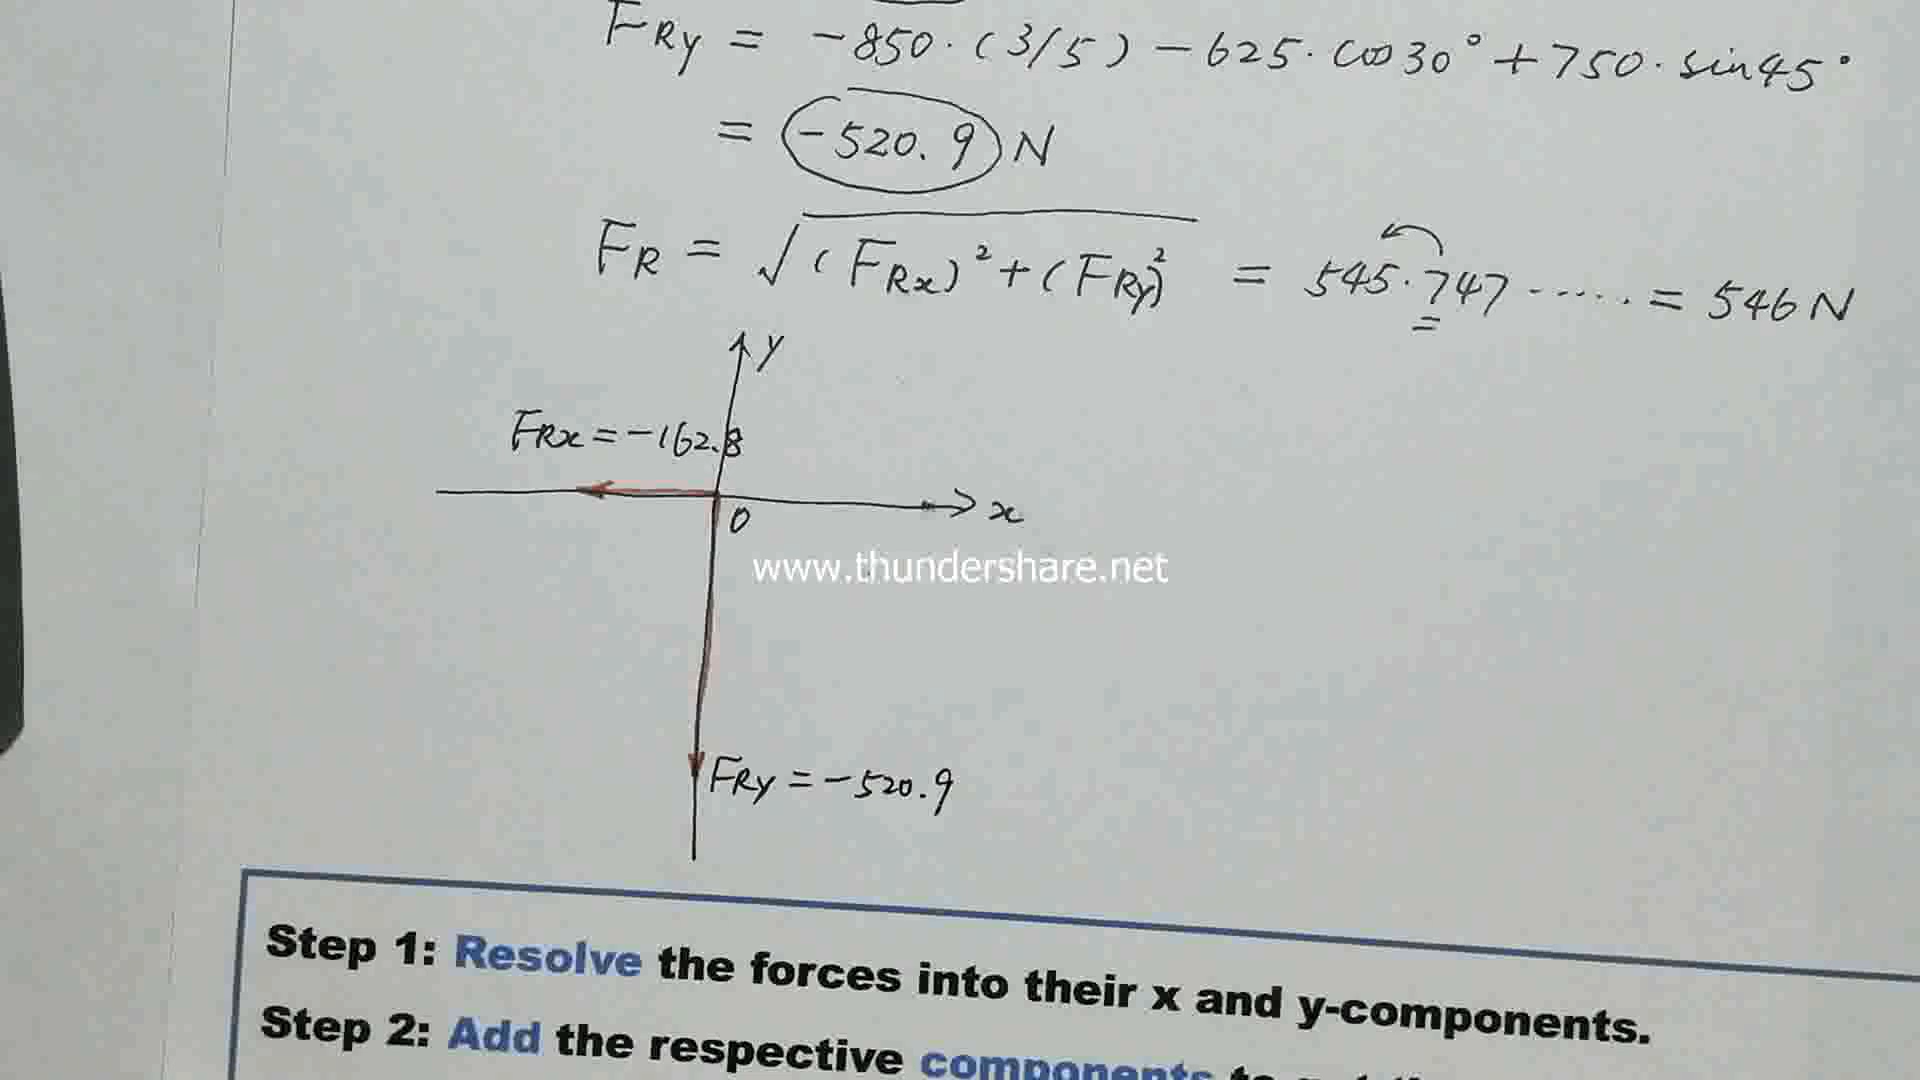 FRy = -850·(3/5) - 625·cos30° + 750·sin45°
= -520.9 N
FR = √(FRx)² + (FRy)² = 545.747...... = 546 N
y
FRx = -162.8
x
0
www.thundershare.net
FRy = -520.9
Step 1: Resolve the forces into their x and y-components.
Step 2: Add the respective components to